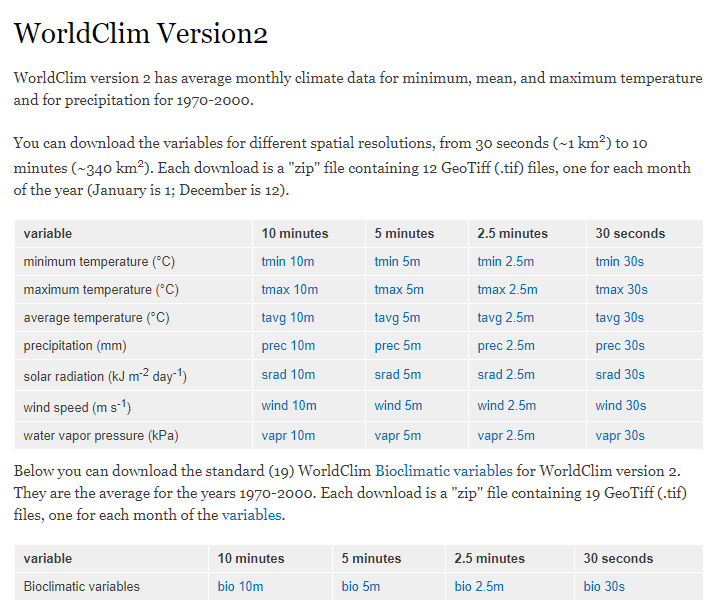 WorldClim Version2
WorldClim version 2 has average monthly climate data for minimum, mean, and maximum temperature
and for precipitation for 1970-2000.
You can download the variables for different spatial resolutions, from 30 seconds (~1 km²) to 10
minutes (~340 km²). Each download is a "zip" file containing 12 GeoTiff (.tif) files, one for each month
of the year (January is 1; December is 12).
variable 10 minutes 5 minutes 2.5 minutes 30 seconds
minimum temperature (°C) tmin 10m tmin 5m tmin 2.5m tmin 30s
maximum temperature (°C) tmax 10m tmax 5m tmax 2.5m tmax 30s
average temperature (°C) tavg 10m tavg 5m tavg 2.5m tavg 30s
precipitation (mm) prec 10m prec 5m prec 2.5m prec 30s
solar radiation (kJ m⁻² day⁻¹) srad 10m srad 5m srad 2.5m srad 30s
wind speed (m s⁻¹) wind 10m wind 5m wind 2.5m wind 30s
water vapor pressure (kPa) vapr 10m vapr 5m vapr 2.5m vapr 30s
Below you can download the standard (19) WorldClim Bioclimatic variables for WorldClim version 2.
They are the average for the years 1970-2000. Each download is a "zip" file containing 19 GeoTiff (.tif)
files, one for each month of the variables.
variable 10 minutes 5 minutes 2.5 minutes 30 seconds
Bioclimatic variables bio 10m bio 5m bio 2.5m bio 30s